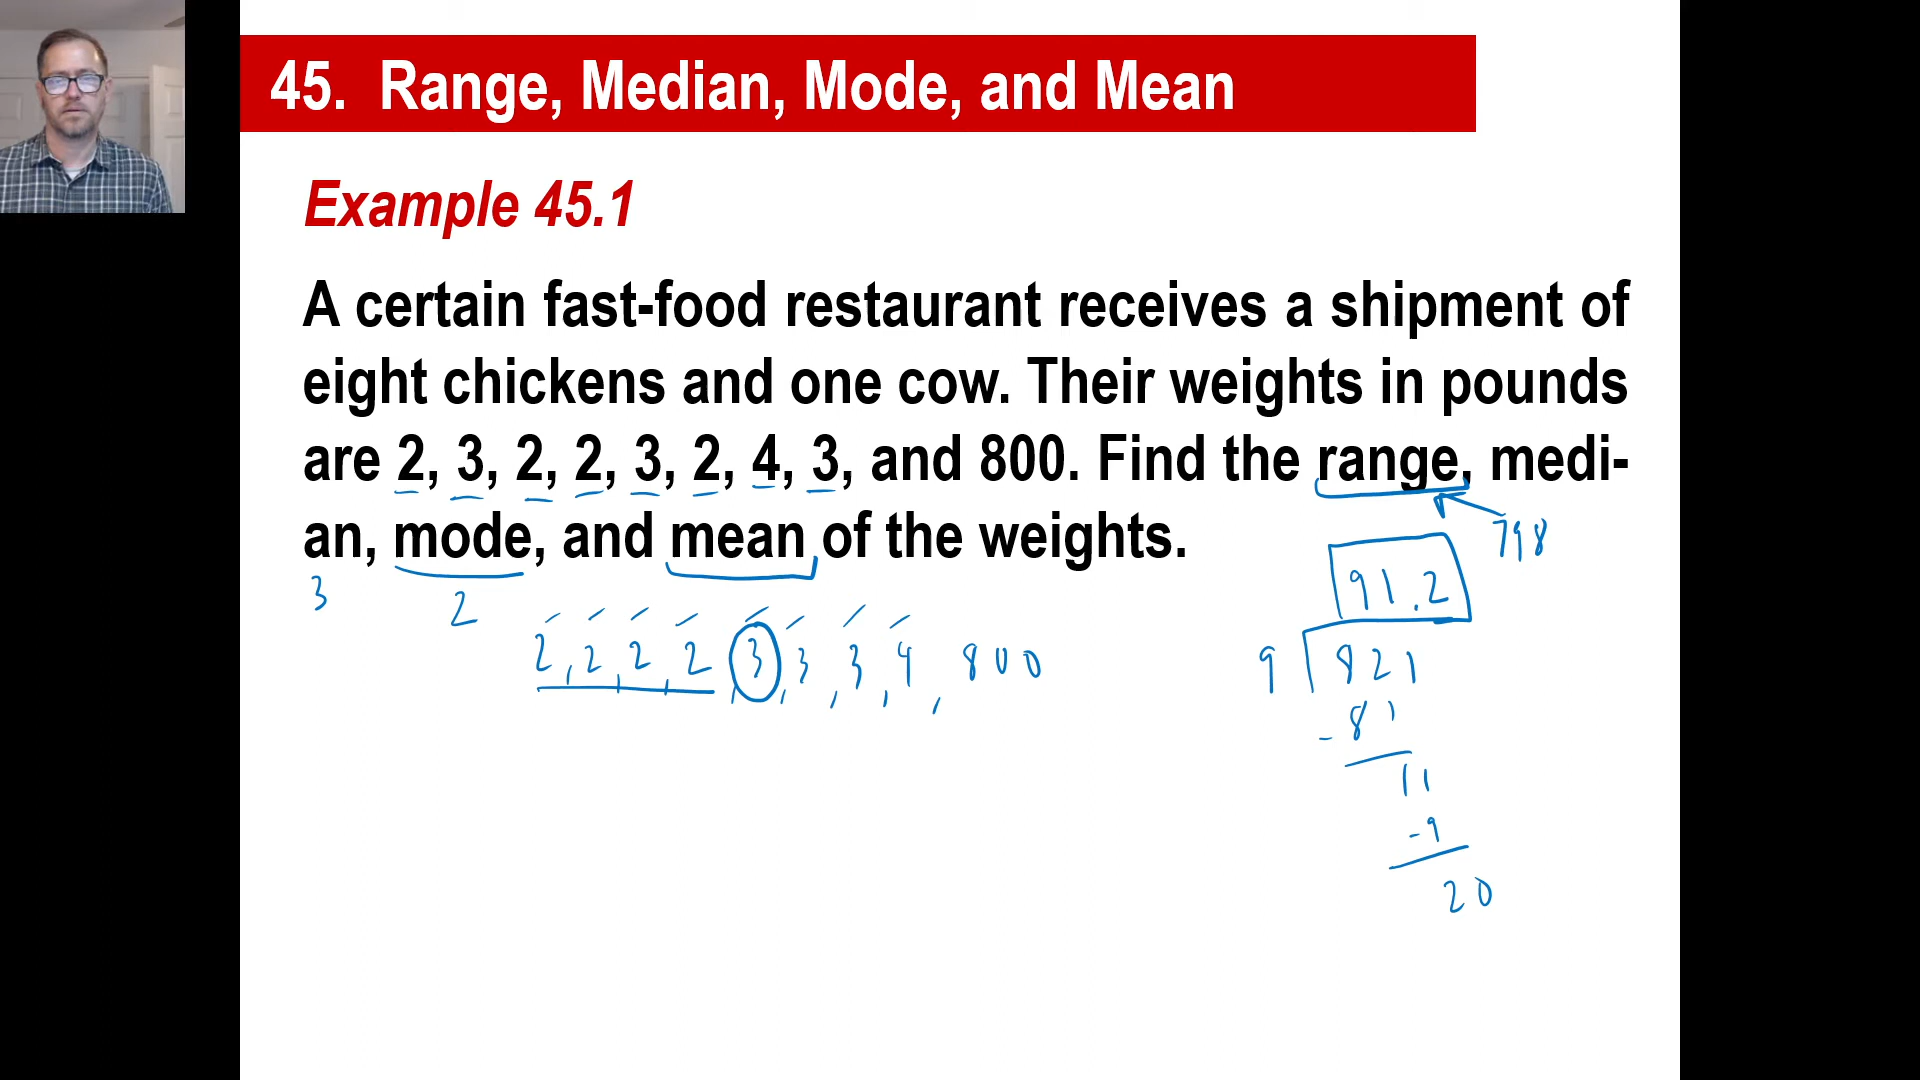 45. Range, Median, Mode, and Mean
Example 45.1
A certain fast-food restaurant receives a shipment of
eight chickens and one cow. Their weights in pounds
are 2, 3, 2, 2, 3, 2, 4, 3, and 800. Find the range, medi-
an, mode, and mean of the weights.
798
3
2
91.2
2, 2, 2, 2, 3, 3, 3, 4, 800
9 821
-81
11
-9
20